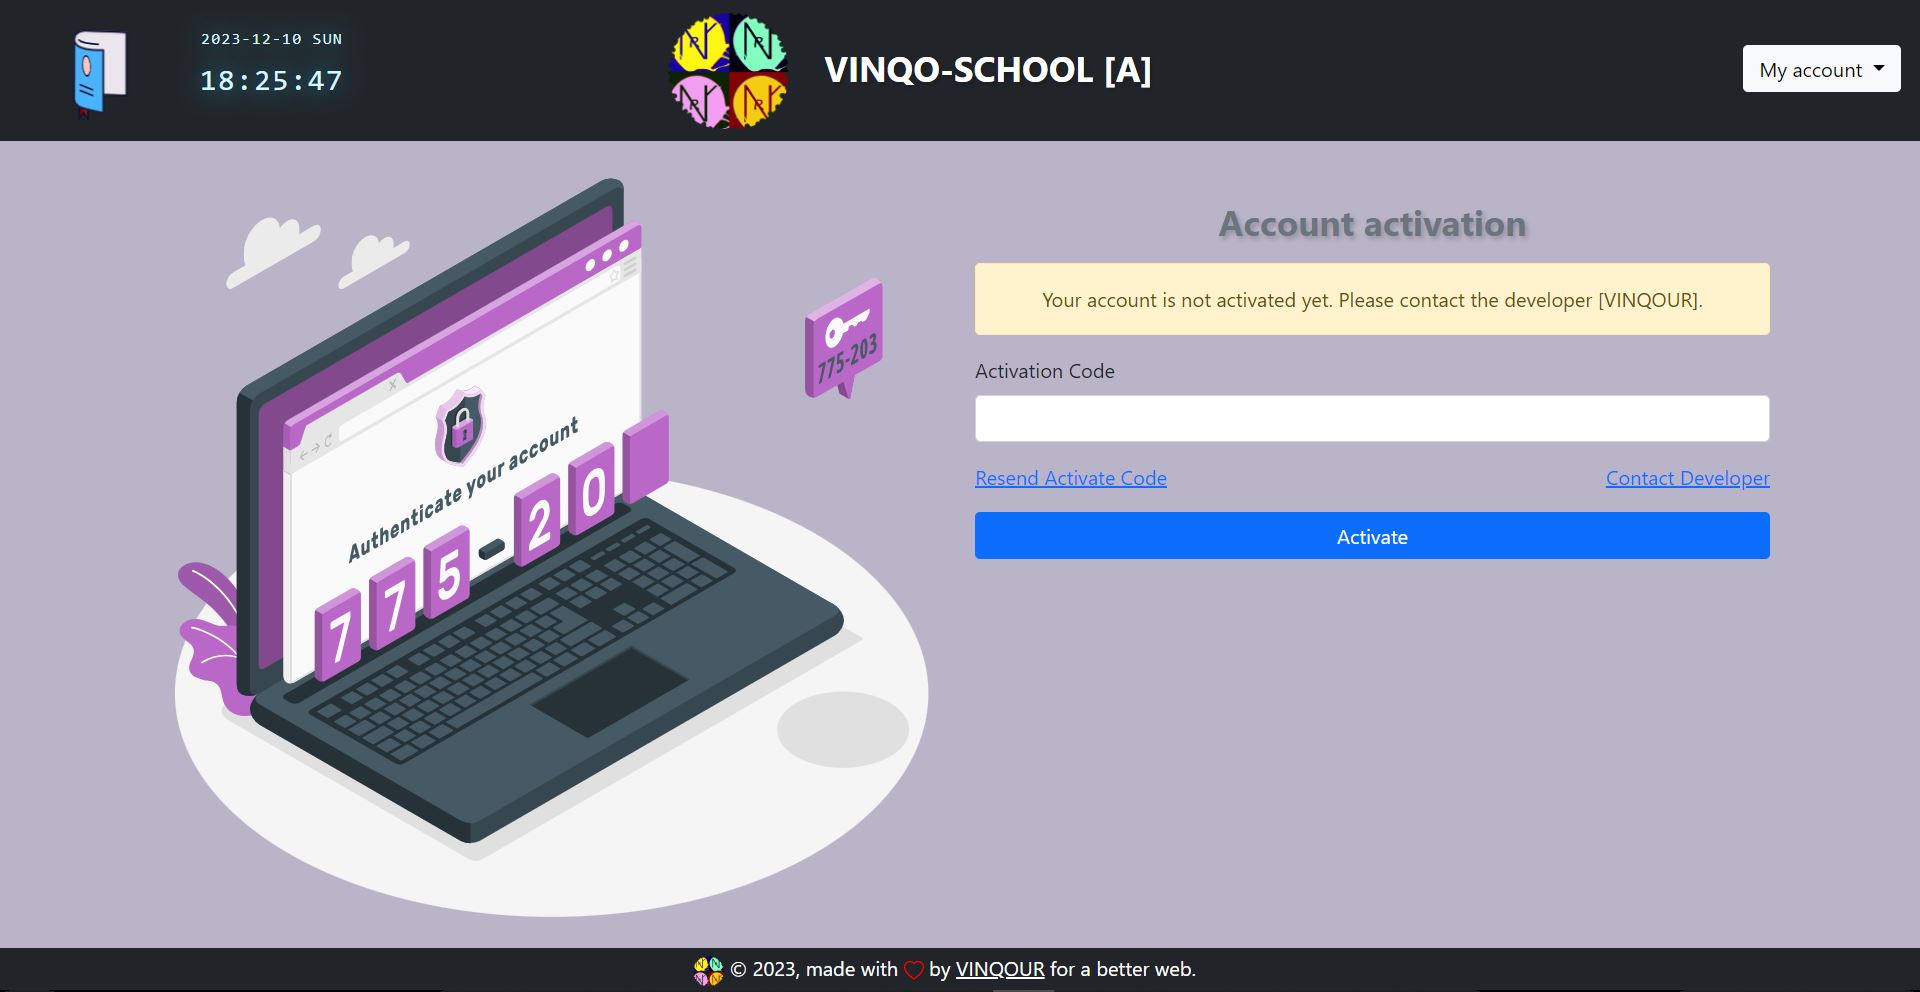 2023-12-10 SUN
18:25:47
VINQO-SCHOOL [A]
My account
Account activation
Your account is not activated yet. Please contact the developer [VINQOUR].
Activation Code
Resend Activate Code
Contact Developer
Activate
775-203
Authenticate your account
775-20
© 2023, made with by VINQOUR for a better web.